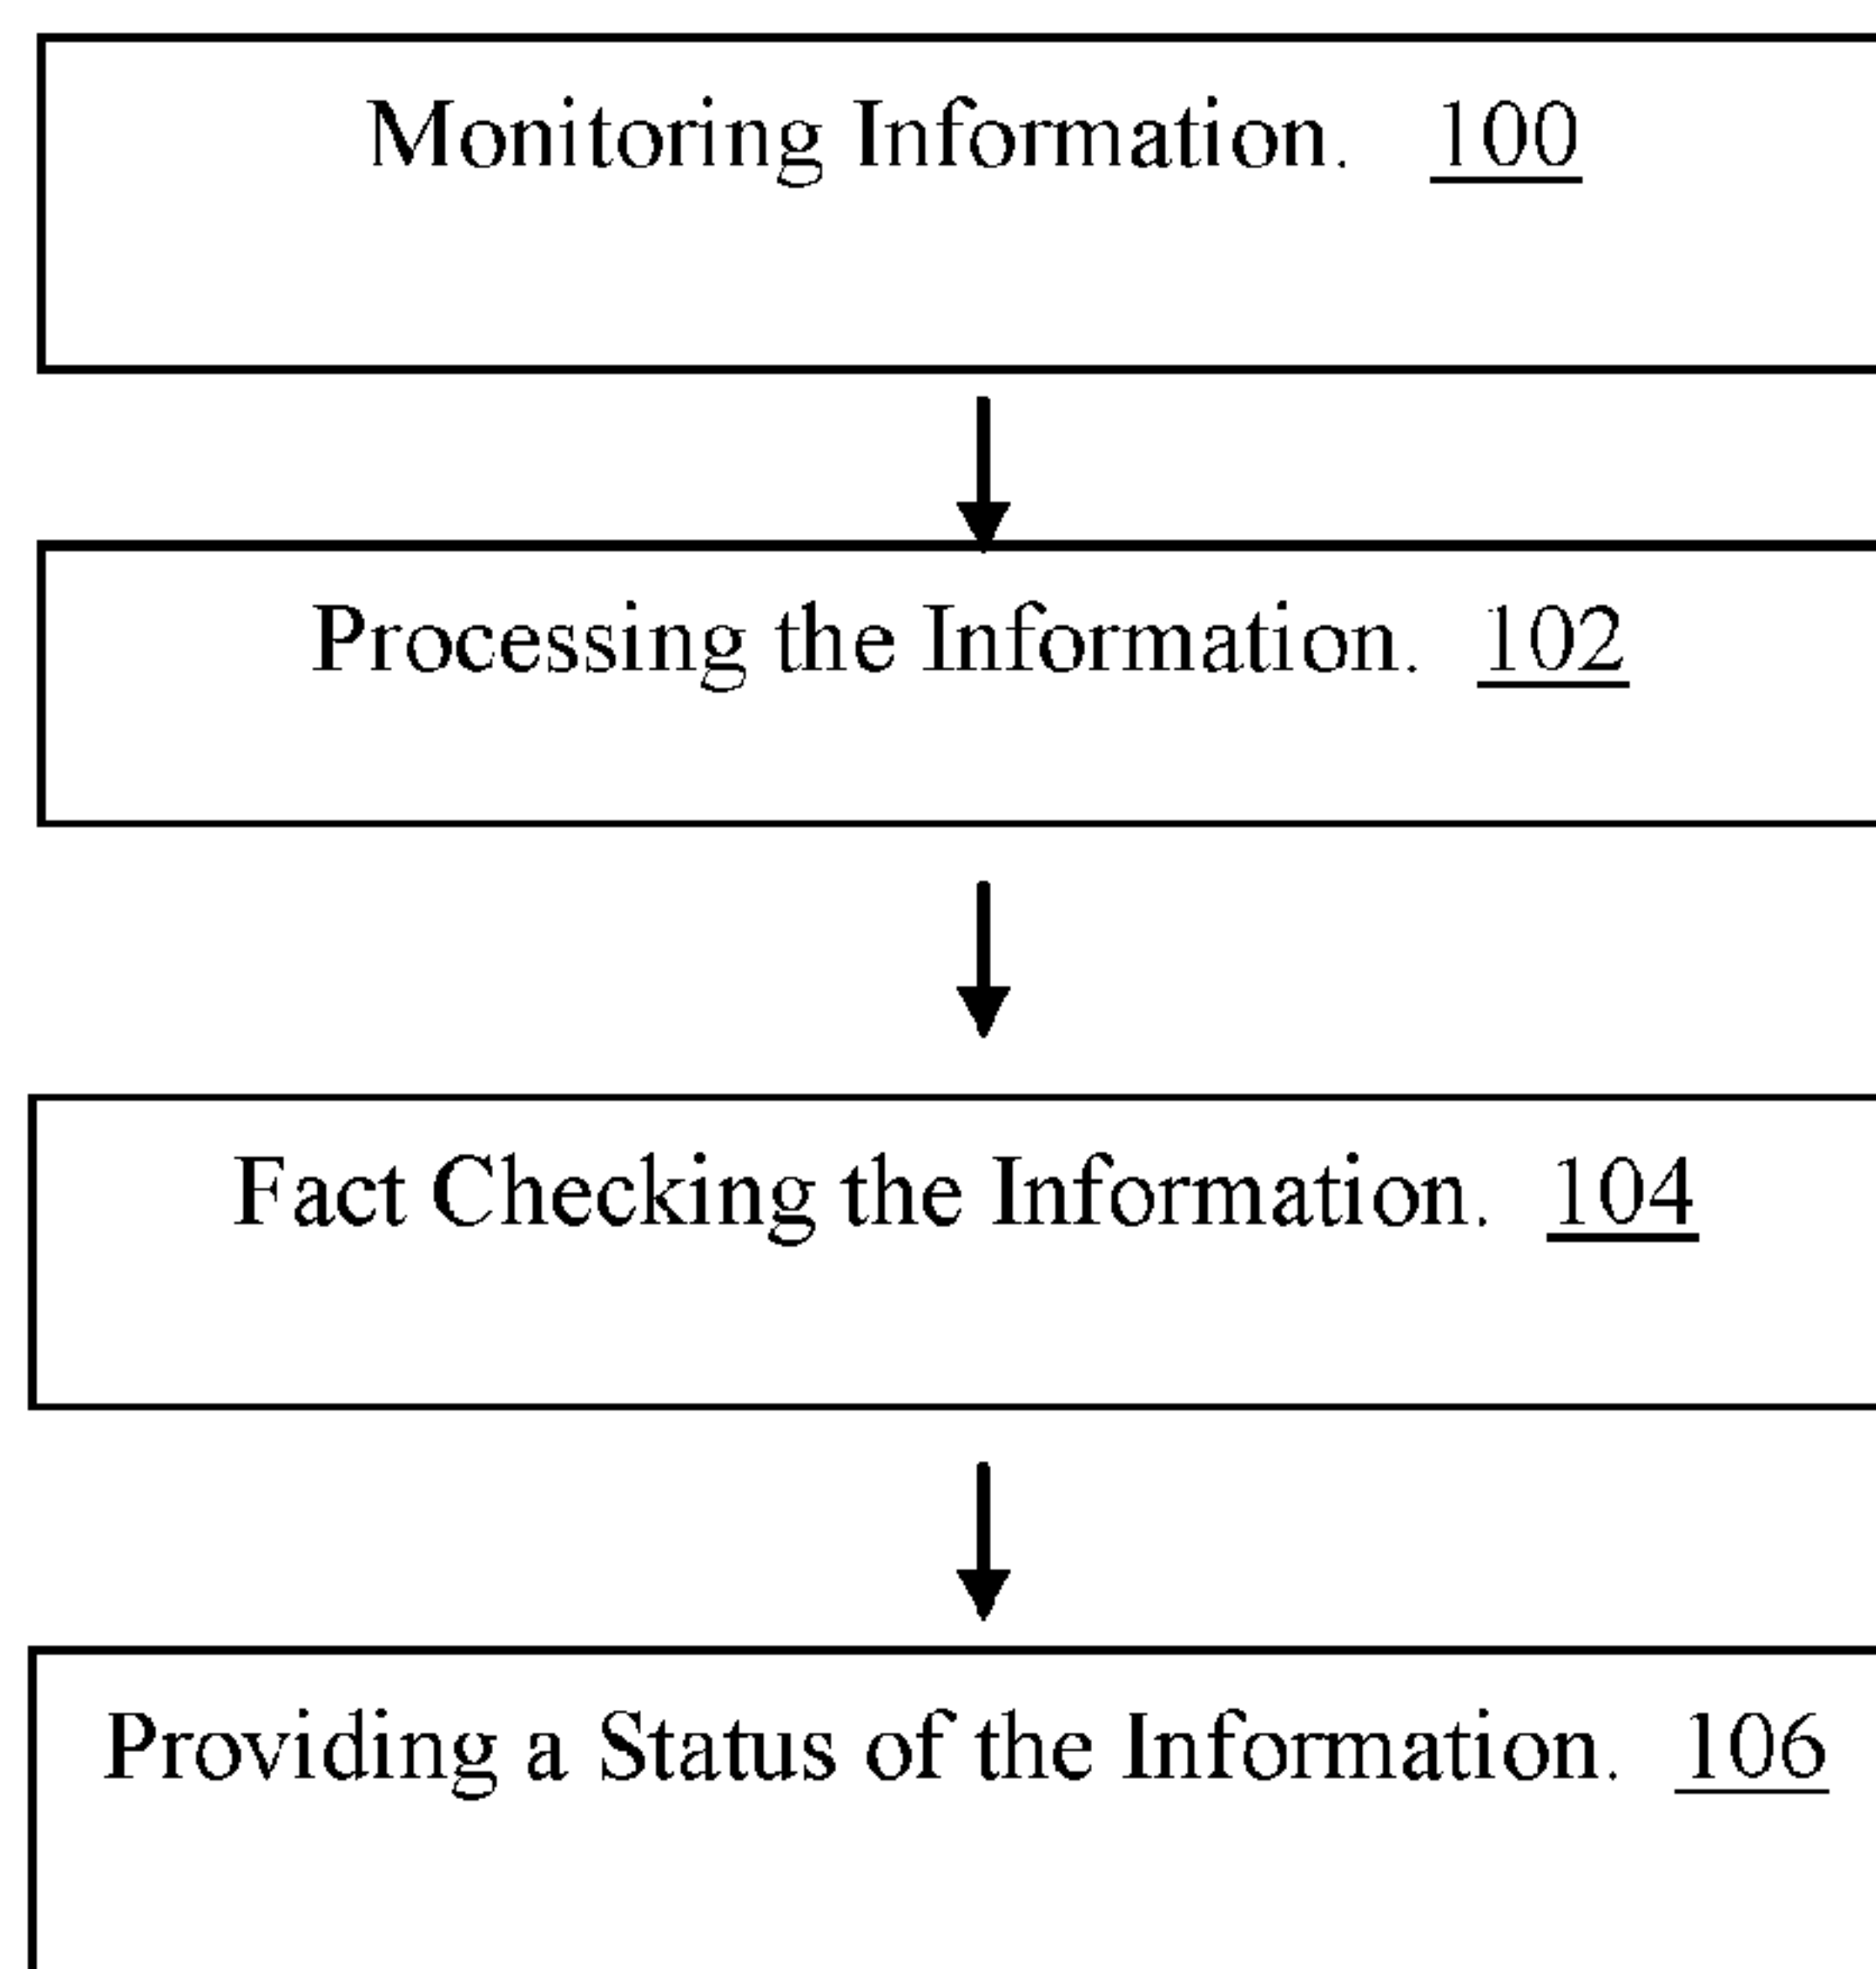 Monitoring Information. 100
Processing the Information. 102
Fact Checking the Information. 104
Providing a Status of the Information. 106